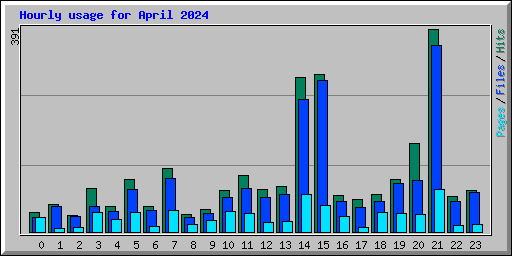 Hourly usage for April 2024
391
Pages/Files/Hits
0 1 2 3 4 5 6 7 8 9 10 11 12 13 14 15 16 17 18 19 20 21 22 23